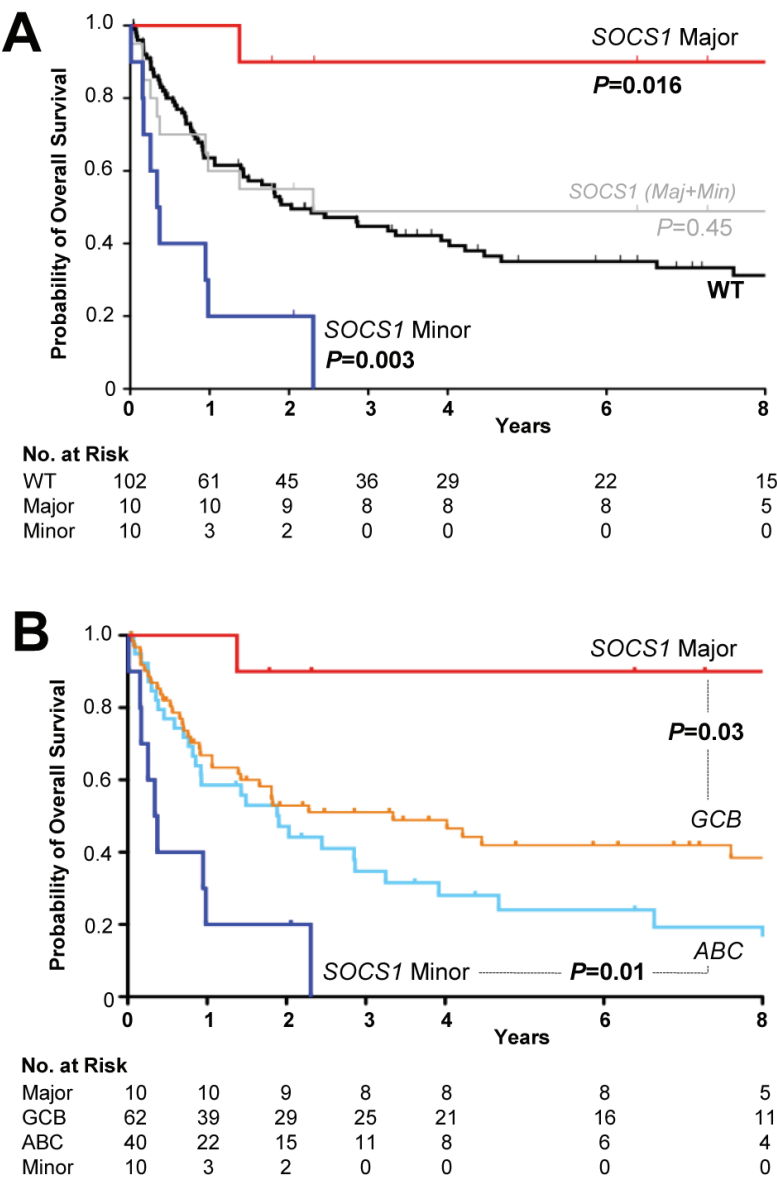 A
Probability of Overall Survival
1.0
0.8
0.6
0.4
0.2
0
SOCS1 Major
P=0.016
SOCS1 (Maj+Min)
P=0.45
WT
SOCS1 Minor
P=0.003
0 1 2 3 4 6 8
Years
No. at Risk
WT 102 61 45 36 29 22 15
Major 10 10 9 8 8 8 5
Minor 10 3 2 0 0 0 0
B
Probability of Overall Survival
1.0
0.8
0.6
0.4
0.2
0
SOCS1 Major
P=0.03
GCB
ABC
SOCS1 Minor P=0.01
0 1 2 3 4 6 8
Years
No. at Risk
Major 10 10 9 8 8 8 5
GCB 62 39 29 25 21 16 11
ABC 40 22 15 11 8 6 4
Minor 10 3 2 0 0 0 0